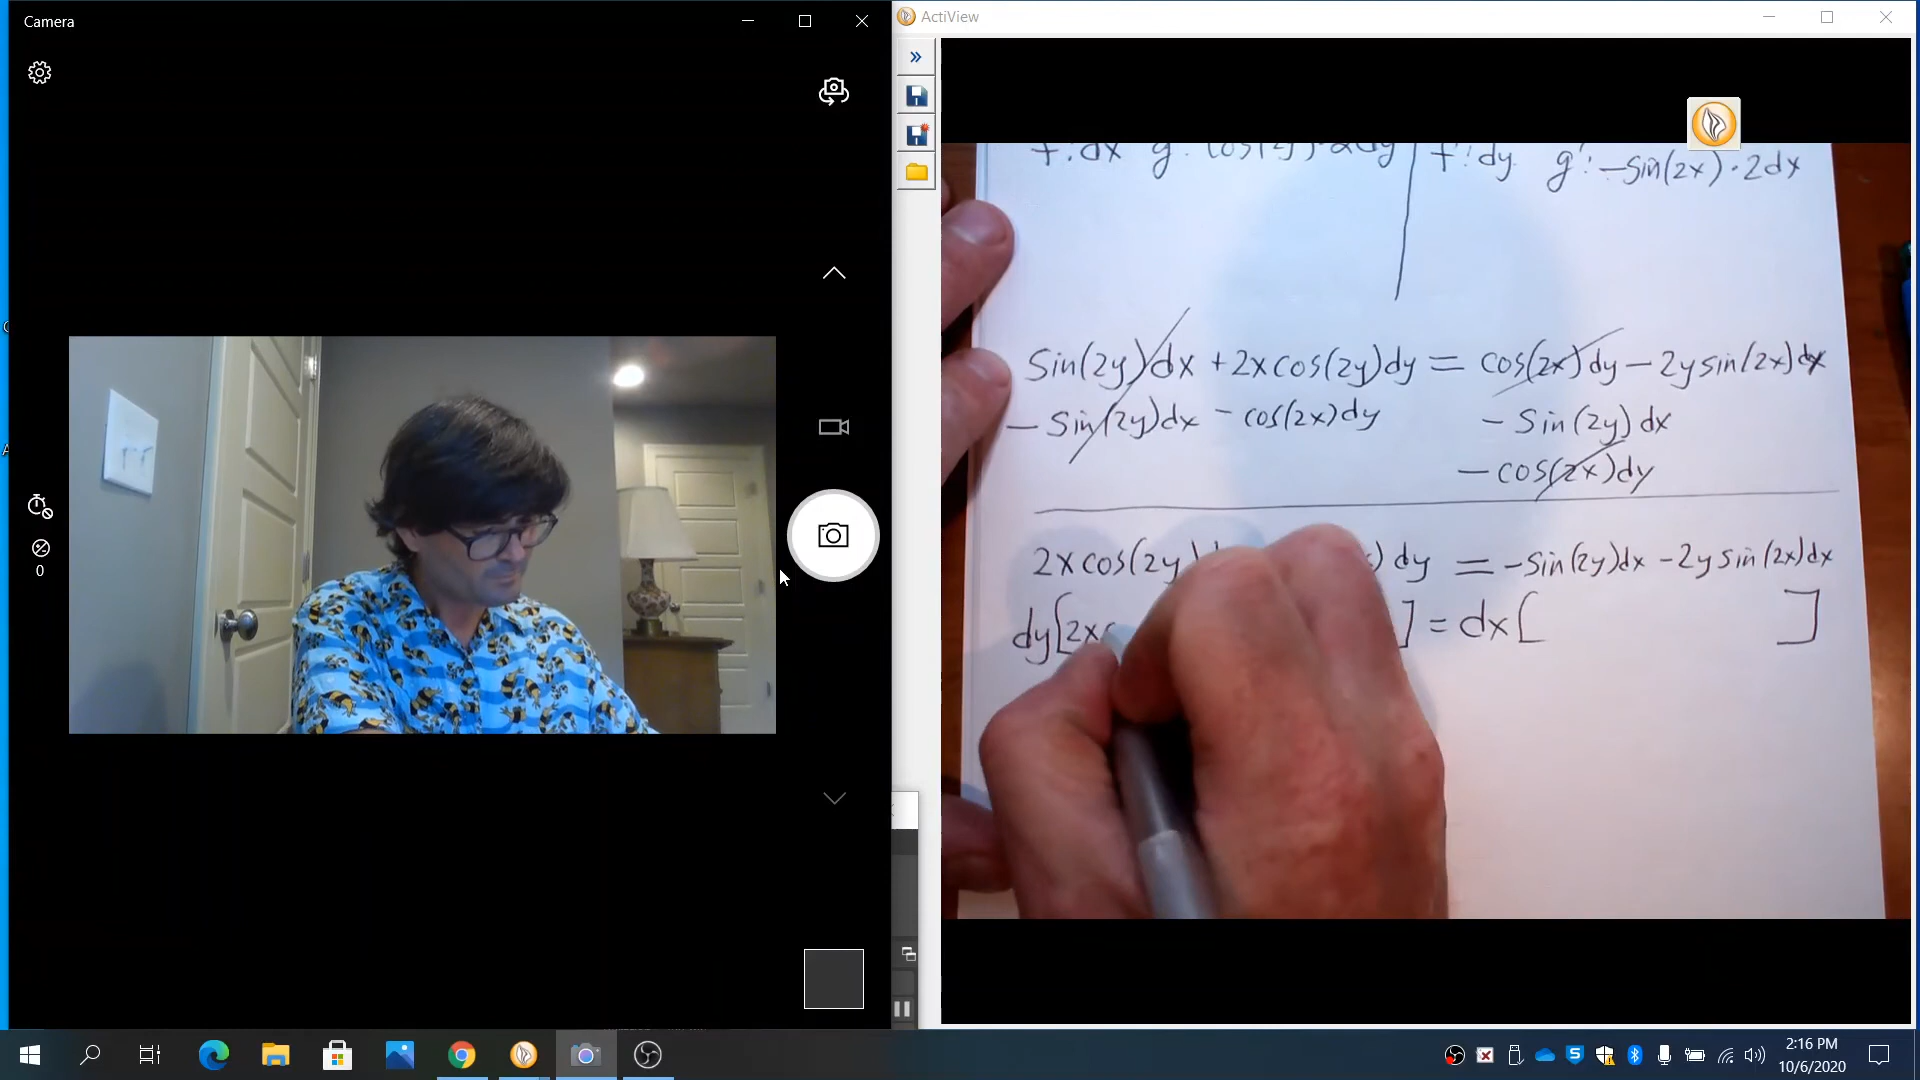 Camera
ActiView
f': dx g': cos(2y)·2dy f': dy g': -sin(2x)·2dx
Sin(2y)dx + 2x cos(2y)dy = cos(2x)dy - 2y sin(2x)dx
- Sin(2y)dx - cos(2x)dy - Sin(2y)dx
- cos(2x)dy
2x cos(2y) dy = -sin(2y)dx - 2y sin(2x)dx
dy[2x ] = dx[ ]
0
2:16 PM
10/6/2020